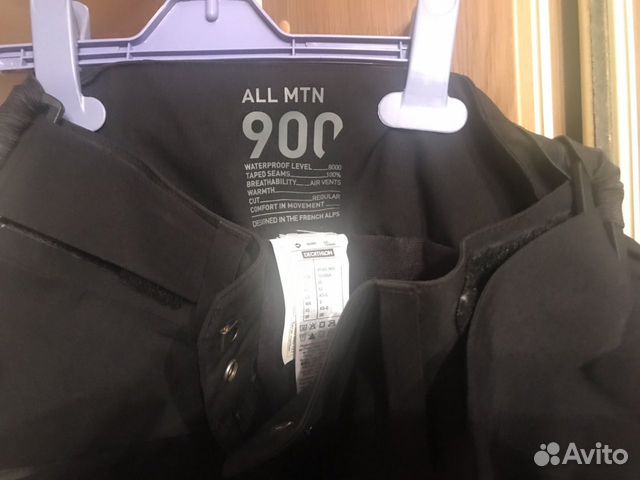 ALL MTN
900
WATERPROOF LEVEL 8000
TAPED SEAMS 100%
BREATHABILITY AIR VENTS
WARMTH
CUT REGULAR
COMFORT IN MOVEMENT
DESIGNED IN THE FRENCH ALPS
DECATHLON
Avito